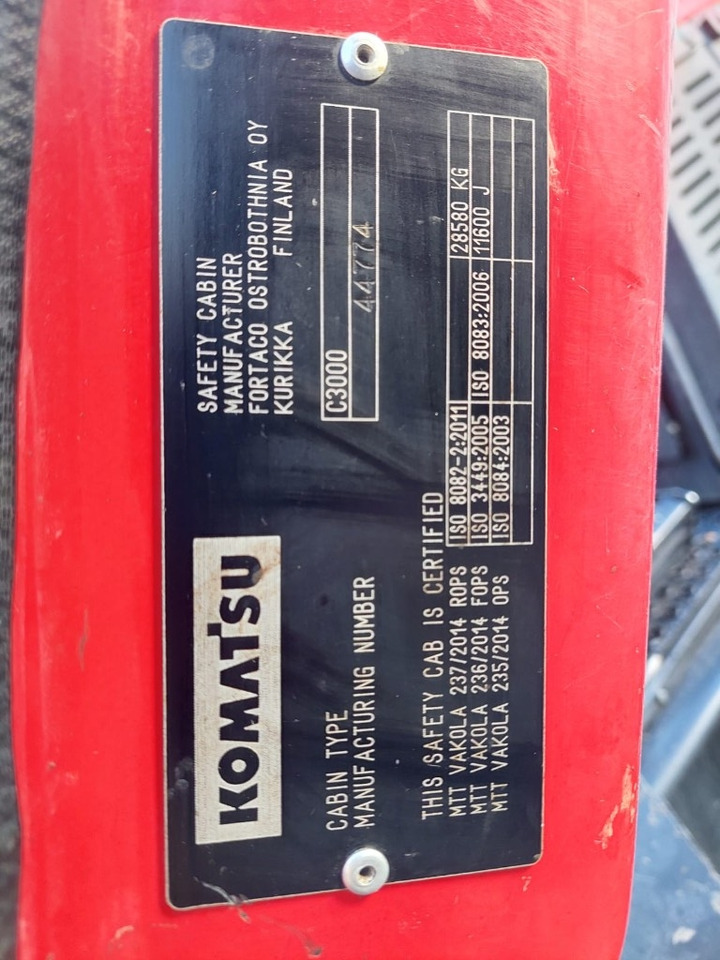 KOMATSU
SAFETY CABIN
MANUFACTURER
FORTACO OSTROBOTHNIA OY
KURIKKA FINLAND
CABIN TYPE C3000
MANUFACTURING NUMBER 44774
THIS SAFETY CAB IS CERTIFIED
MTT VAKOLA 237/2014 ROPS ISO 8082-2:2011 28580 KG
MTT VAKOLA 236/2014 FOPS ISO 3449:2005 ISO 8083:2006 11600 J
MTT VAKOLA 235/2014 OPS ISO 8084:2003